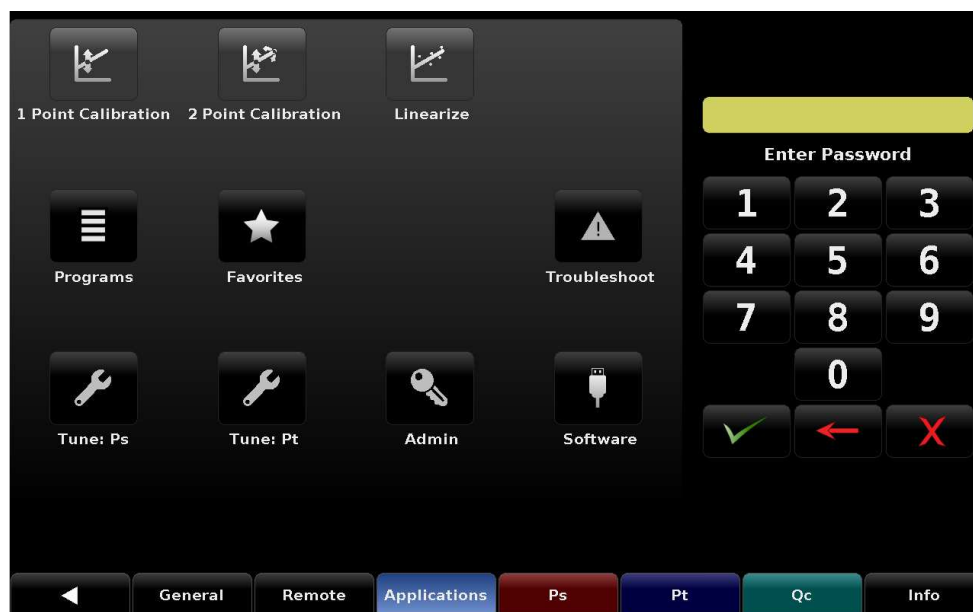 1 Point Calibration
2 Point Calibration
Linearize
Programs
Favorites
Troubleshoot
Tune: Ps
Tune: Pt
Admin
Software
Enter Password
1 2 3
4 5 6
7 8 9
0
General Remote Applications Ps Pt Qc Info